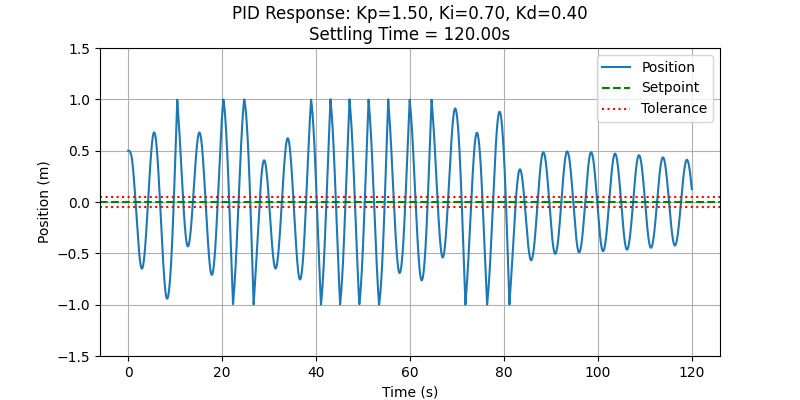 PID Response: Kp=1.50, Ki=0.70, Kd=0.40
Settling Time = 120.00s
1.5
1.0
0.5
0.0
−0.5
−1.0
−1.5
Position (m)
Position
Setpoint
Tolerance
0 20 40 60 80 100 120
Time (s)